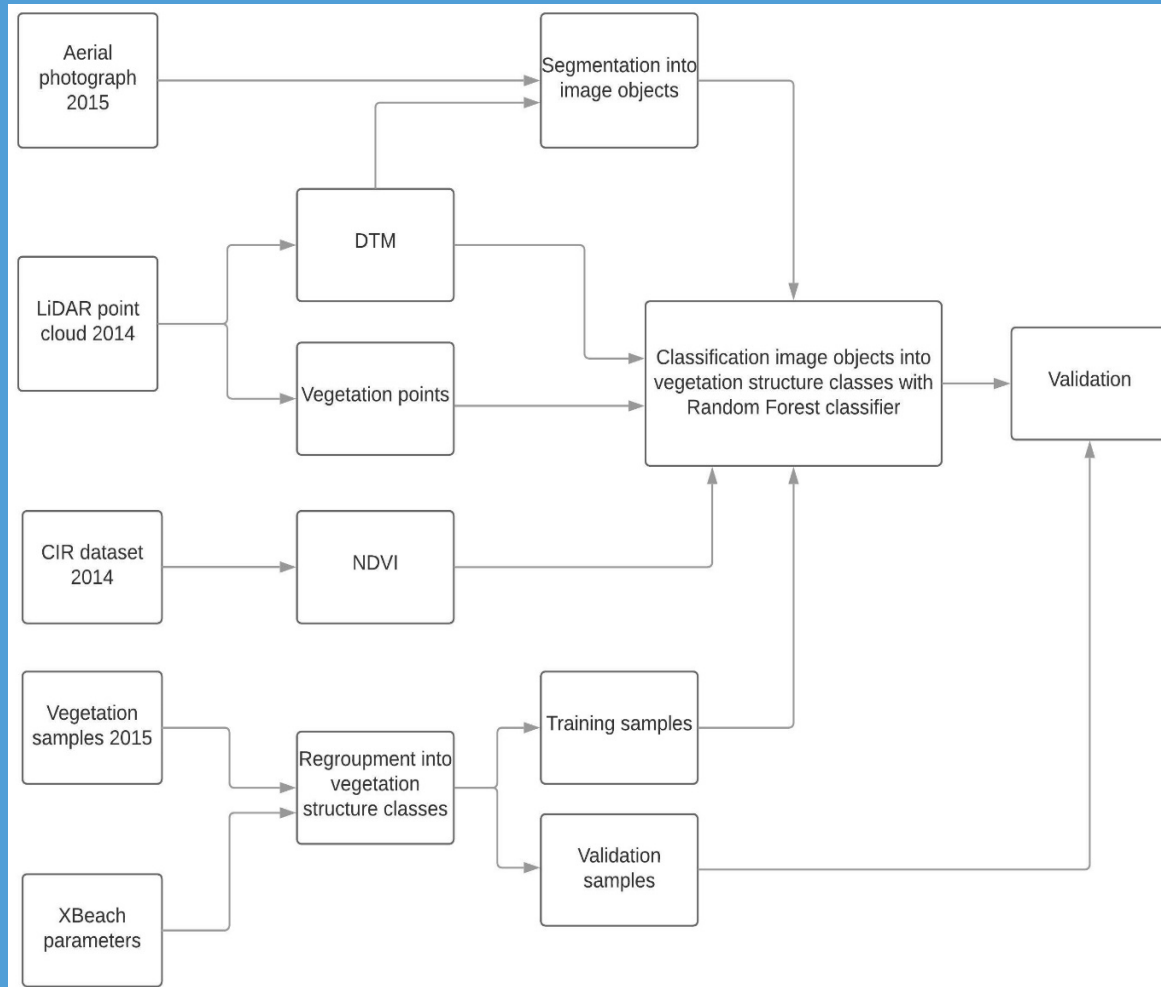 Aerial
photograph
2015
Segmentation into
image objects
DTM
LiDAR point
cloud 2014
Vegetation points
Classification image objects into
vegetation structure classes with
Random Forest classifier
Validation
CIR dataset
2014
NDVI
Vegetation
samples 2015
Regroupment into
vegetation
structure classes
Training samples
Validation
samples
XBeach
parameters